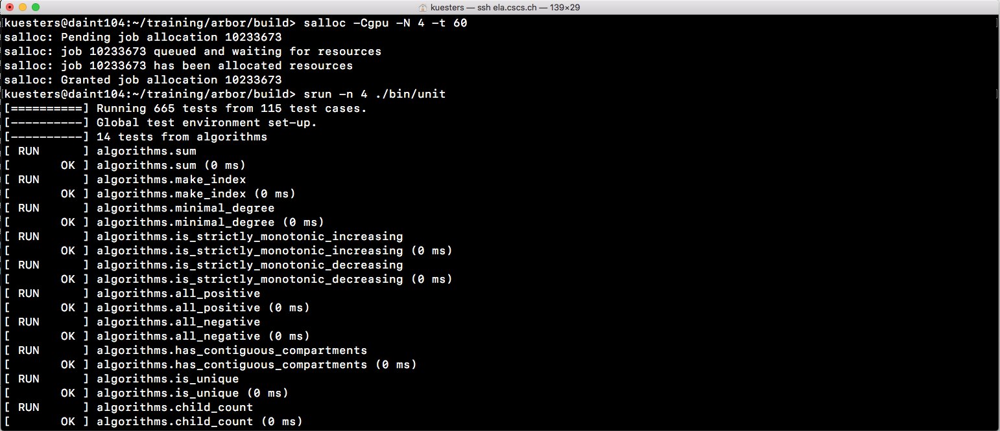 kuesters — ssh ela.cscs.ch — 139×29
[kuesters@daint104:~/training/arbor/build> salloc -Cgpu -N 4 -t 60 ]
salloc: Pending job allocation 10233673
salloc: job 10233673 queued and waiting for resources
salloc: job 10233673 has been allocated resources
salloc: Granted job allocation 10233673
[kuesters@daint104:~/training/arbor/build> srun -n 4 ./bin/unit ]
[==========] Running 665 tests from 115 test cases.
[----------] Global test environment set-up.
[----------] 14 tests from algorithms
[ RUN      ] algorithms.sum
[       OK ] algorithms.sum (0 ms)
[ RUN      ] algorithms.make_index
[       OK ] algorithms.make_index (0 ms)
[ RUN      ] algorithms.minimal_degree
[       OK ] algorithms.minimal_degree (0 ms)
[ RUN      ] algorithms.is_strictly_monotonic_increasing
[       OK ] algorithms.is_strictly_monotonic_increasing (0 ms)
[ RUN      ] algorithms.is_strictly_monotonic_decreasing
[       OK ] algorithms.is_strictly_monotonic_decreasing (0 ms)
[ RUN      ] algorithms.all_positive
[       OK ] algorithms.all_positive (0 ms)
[ RUN      ] algorithms.all_negative
[       OK ] algorithms.all_negative (0 ms)
[ RUN      ] algorithms.has_contiguous_compartments
[       OK ] algorithms.has_contiguous_compartments (0 ms)
[ RUN      ] algorithms.is_unique
[       OK ] algorithms.is_unique (0 ms)
[ RUN      ] algorithms.child_count
[       OK ] algorithms.child_count (0 ms)